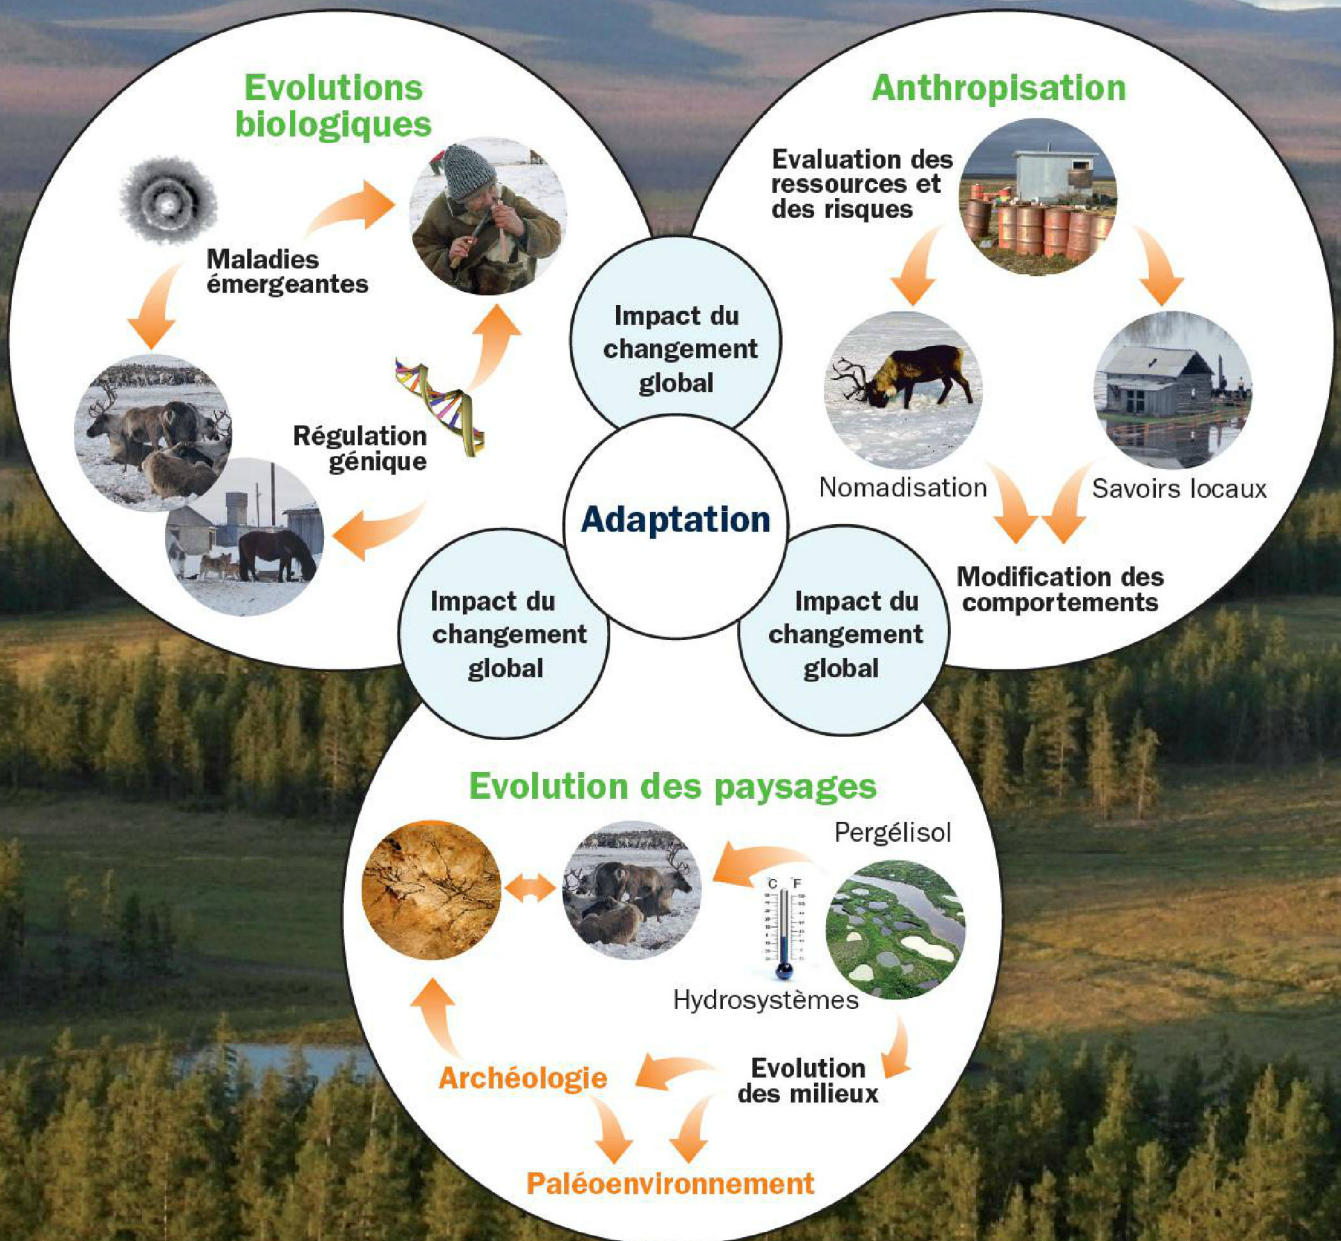 Evolutions
biologiques
Maladies
émergeantes
Régulation
génique
Anthropisation
Evaluation des
ressources et
des risques
Nomadisation
Savoirs locaux
Modification des
comportements
Impact du
changement
global
Adaptation
Impact du
changement
global
Impact du
changement
global
Evolution des paysages
Pergélisol
C F
Hydrosystèmes
Evolution
des milieux
Archéologie
Paléoenvironnement